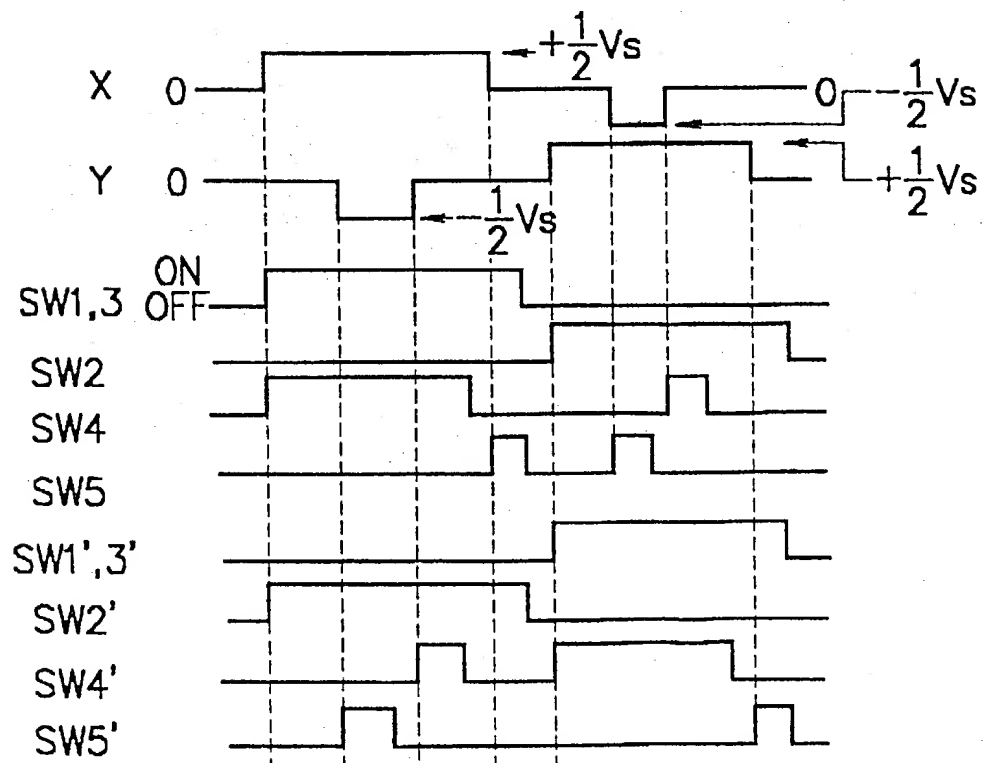 X 0 +1/2Vs 0 -1/2Vs
Y 0 -1/2Vs +1/2Vs
ON
SW1,3 OFF
SW2
SW4
SW5
SW1',3'
SW2'
SW4'
SW5'